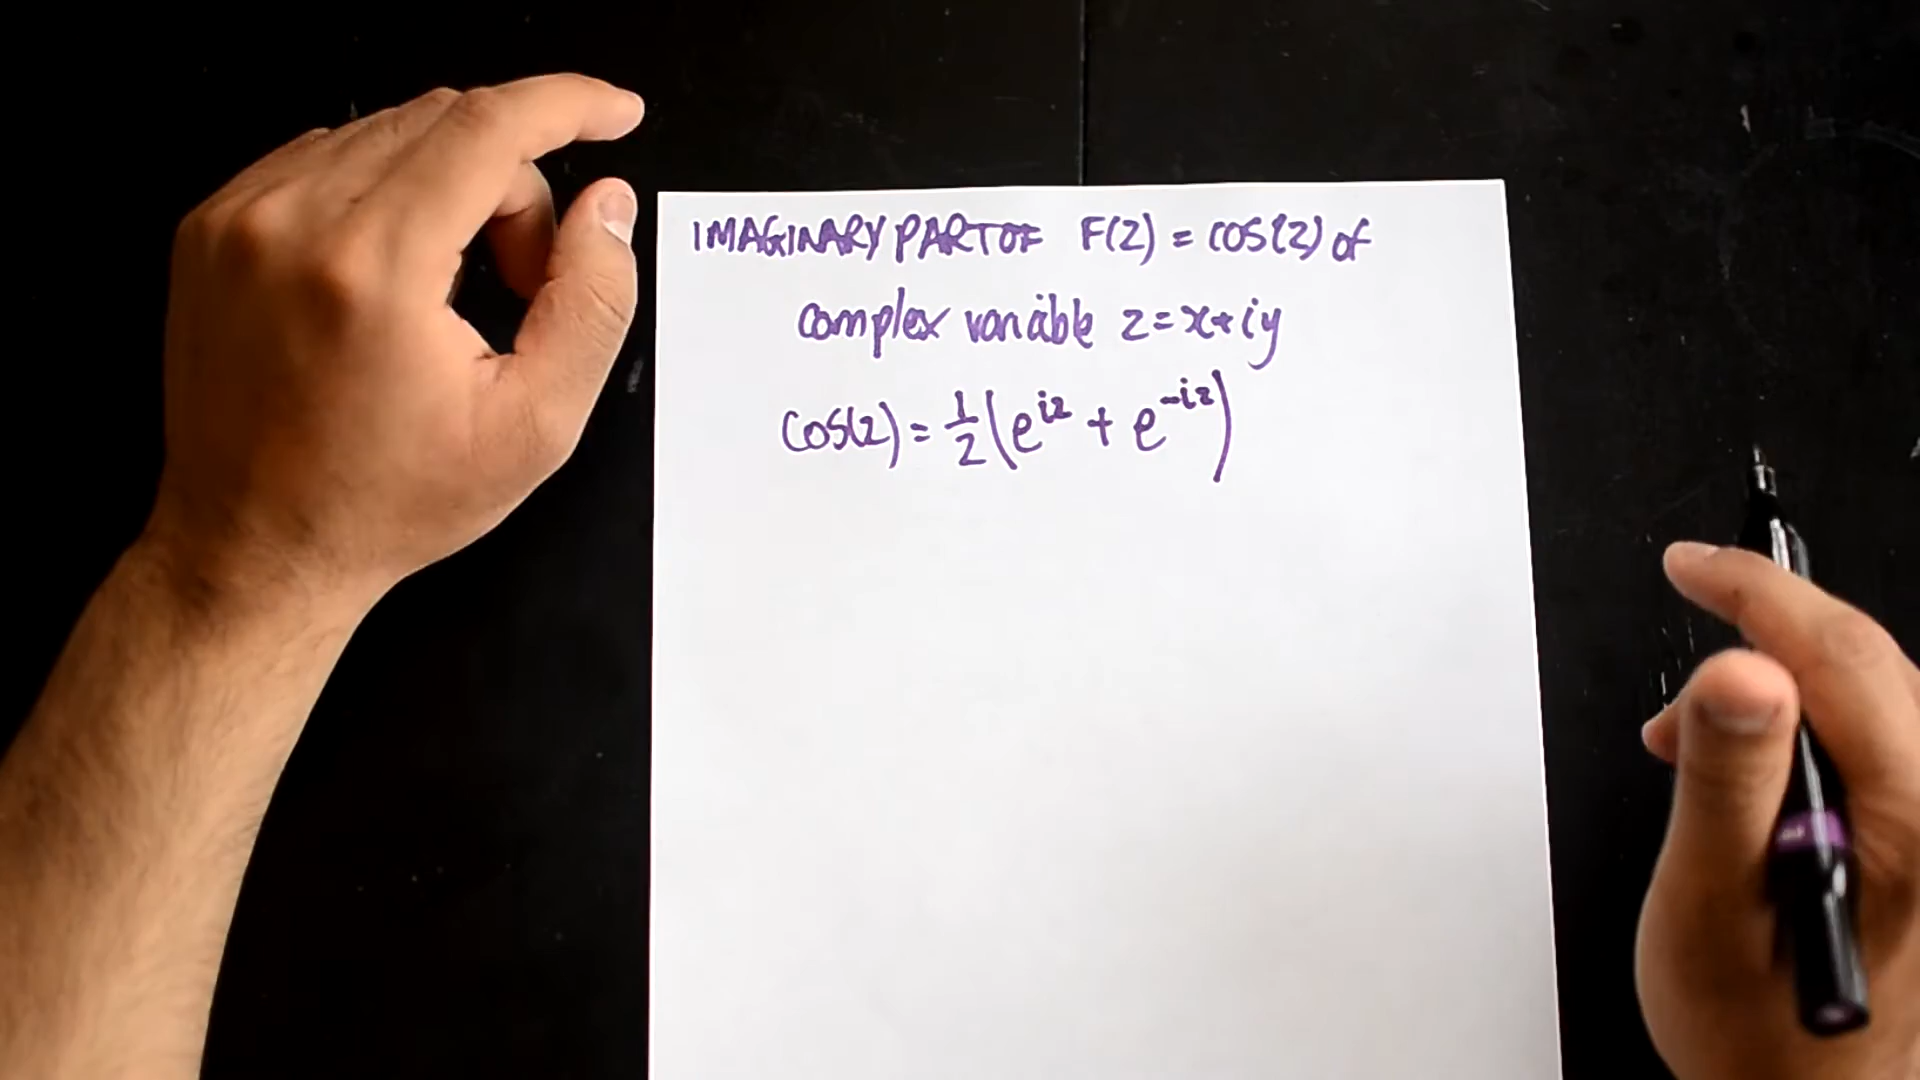 IMAGINARY PART OF F(z) = cos(z) of
complex variable z=x+iy
cos(z) = 1/2 (e^{iz} + e^{-iz})